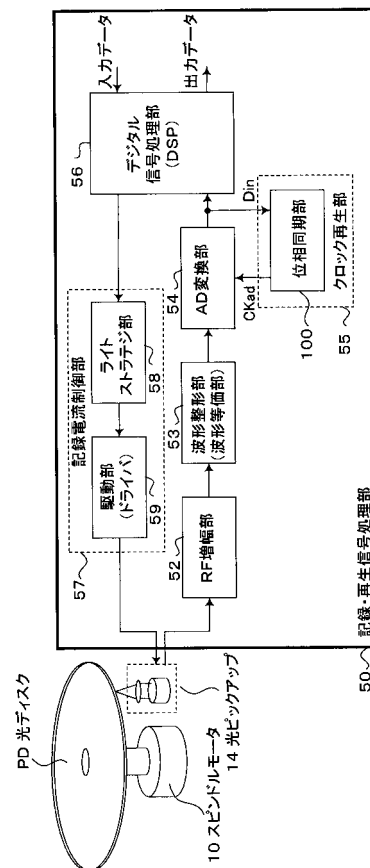 PD 光ディスク
10 スピンドルモータ
14 光ピックアップ
50 記録・再生信号処理部
57
記録電流制御部
駆動部
(ドライバ)
59
ライト
ストラテジ部
58
56
デジタル
信号処理部
(DSP)
入力データ
出力データ
52
RF増幅部
53
波形整形部
(波形等価部)
54
AD変換部
Din
CKad
位相同期部
100
クロック再生部
55